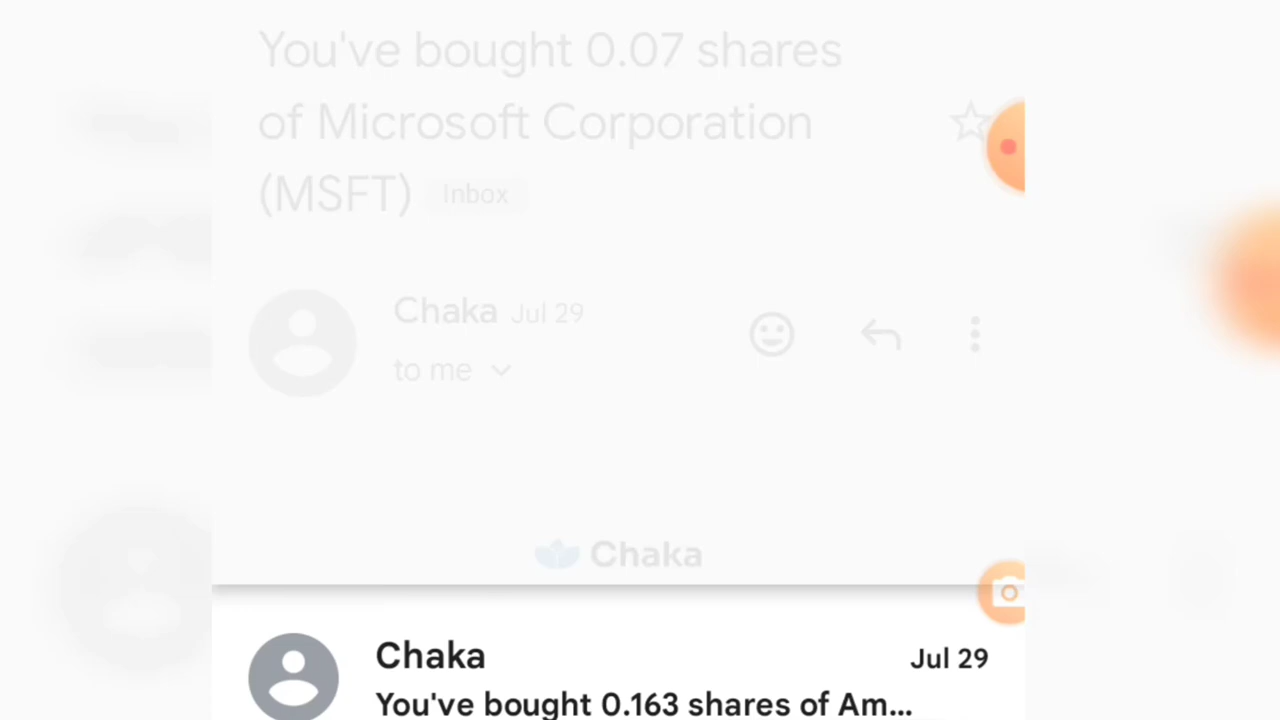 You've bought 0.07 shares
of Microsoft Corporation
(MSFT) Inbox
Chaka Jul 29
to me
Chaka
Chaka Jul 29
You've bought 0.163 shares of Am...